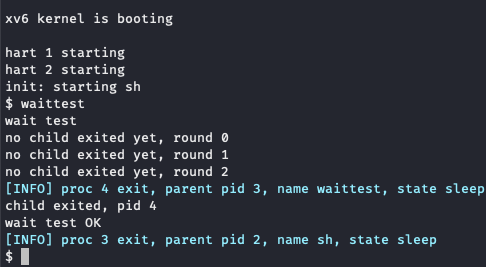 xv6 kernel is booting
hart 1 starting
hart 2 starting
init: starting sh
$ waittest
wait test
no child exited yet, round 0
no child exited yet, round 1
no child exited yet, round 2
[INFO] proc 4 exit, parent pid 3, name waittest, state sleep
child exited, pid 4
wait test OK
[INFO] proc 3 exit, parent pid 2, name sh, state sleep
$